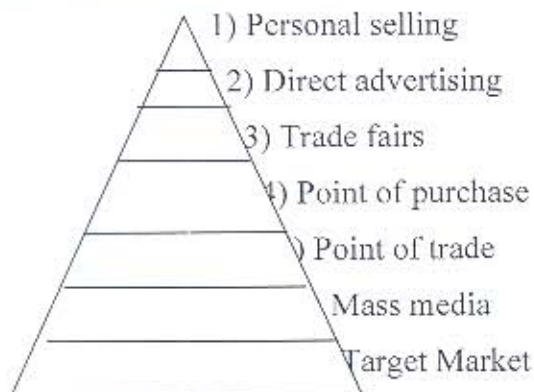 1) Personal selling
2) Direct advertising
3) Trade fairs
4) Point of purchase
) Point of trade
Mass media
Target Market